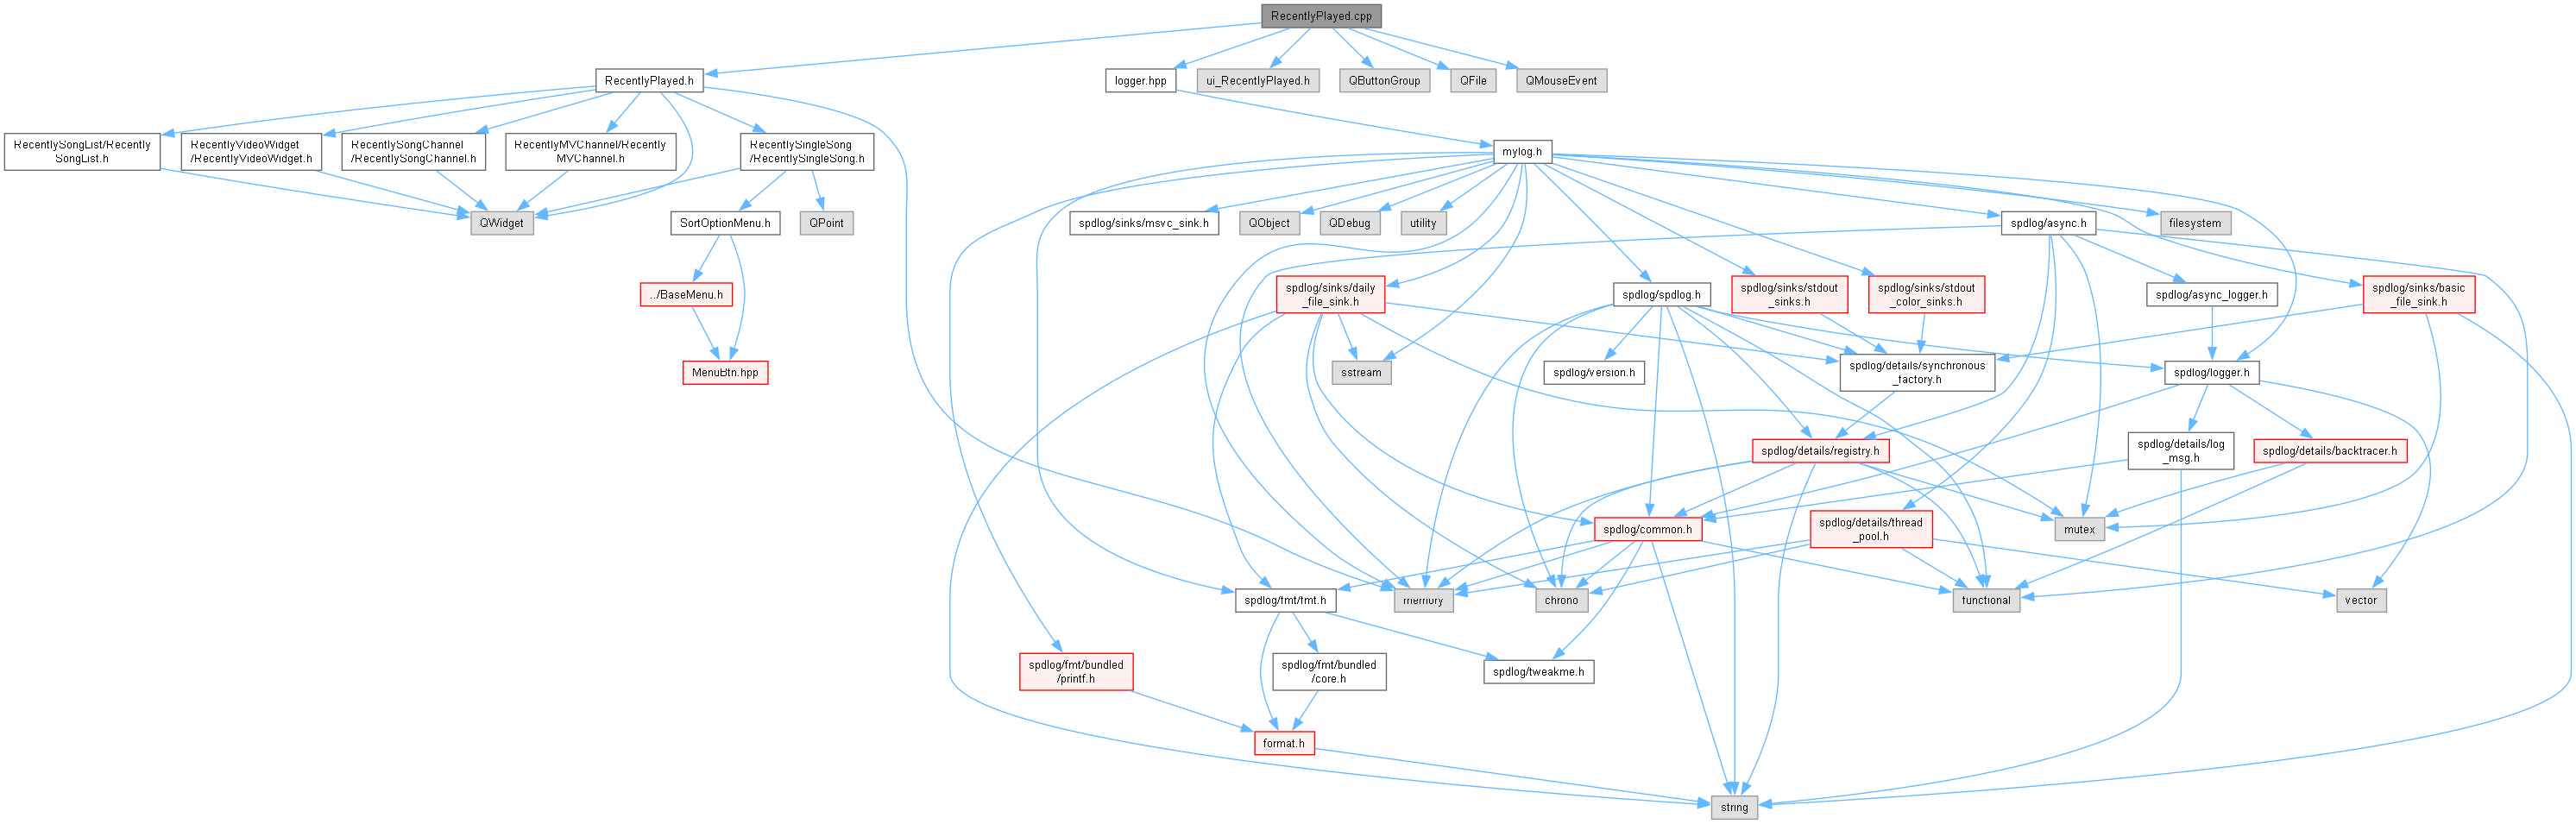 RecentlyPlayed.cpp
RecentlyPlayed.h
logger.hpp
ui_RecentlyPlayed.h
QButtonGroup
QFile
QMouseEvent
RecentlySongList/Recently
SongList.h
RecentlyVideoWidget
/RecentlyVideoWidget.h
RecentlySongChannel
/RecentlySongChannel.h
RecentlyMVChannel/Recently
MVChannel.h
RecentlySingleSong
/RecentlySingleSong.h
mylog.h
QWidget
SortOptionMenu.h
QPoint
spdlog/sinks/msvc_sink.h
QObject
QDebug
utility
spdlog/async.h
filesystem
../BaseMenu.h
spdlog/sinks/daily
_file_sink.h
spdlog/spdlog.h
spdlog/sinks/stdout
_sinks.h
spdlog/sinks/stdout
_color_sinks.h
spdlog/async_logger.h
spdlog/sinks/basic
_file_sink.h
MenuBtn.hpp
sstream
spdlog/version.h
spdlog/details/synchronous
_factory.h
spdlog/logger.h
spdlog/details/registry.h
spdlog/details/log
_msg.h
spdlog/details/backtracer.h
spdlog/common.h
spdlog/details/thread
_pool.h
mutex
spdlog/fmt/fmt.h
memory
chrono
functional
vector
spdlog/fmt/bundled
/printf.h
spdlog/fmt/bundled
/core.h
spdlog/tweakme.h
format.h
string